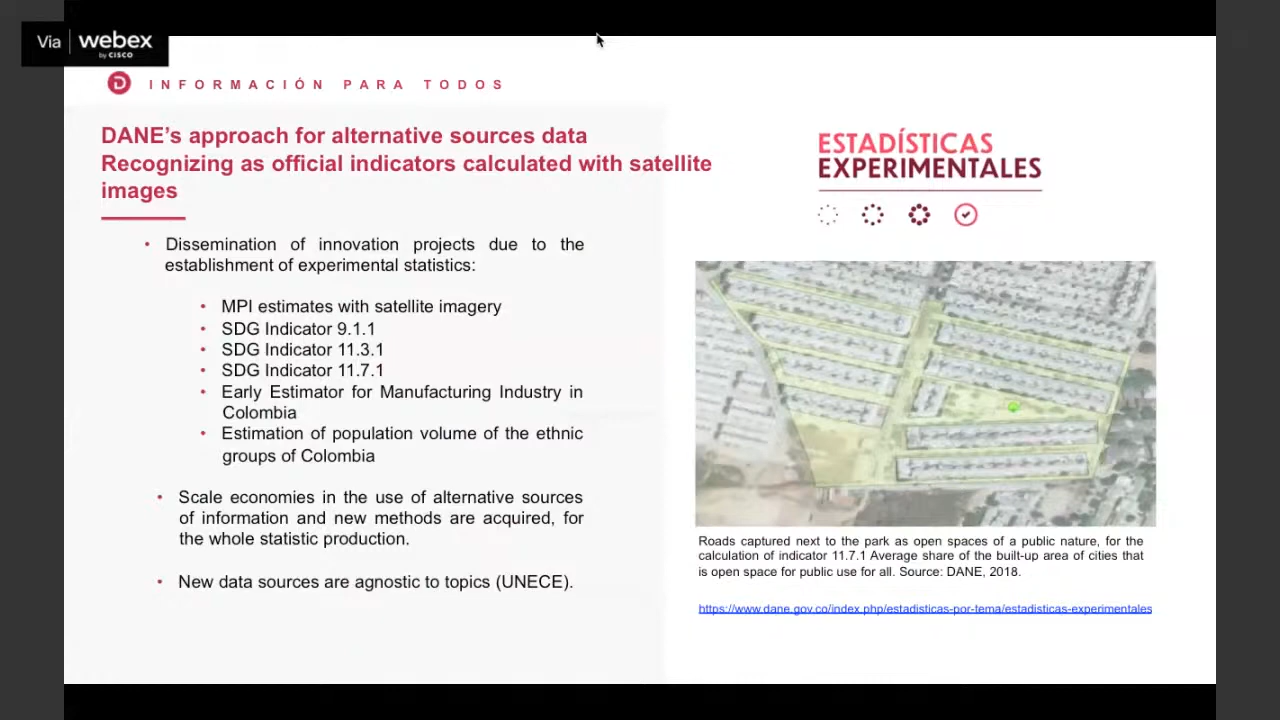 Via webex
by CISCO
INFORMACIÓN PARA TODOS
DANE's approach for alternative sources data
Recognizing as official indicators calculated with satellite
images
• Dissemination of innovation projects due to the
establishment of experimental statistics:
• MPI estimates with satellite imagery
• SDG Indicator 9.1.1
• SDG Indicator 11.3.1
• SDG Indicator 11.7.1
• Early Estimator for Manufacturing Industry in
Colombia
• Estimation of population volume of the ethnic
groups of Colombia
• Scale economies in the use of alternative sources
of information and new methods are acquired, for
the whole statistic production.
• New data sources are agnostic to topics (UNECE).
ESTADÍSTICAS
EXPERIMENTALES
Roads captured next to the park as open spaces of a public nature, for the
calculation of indicator 11.7.1 Average share of the built-up area of cities that
is open space for public use for all. Source: DANE, 2018.
https://www.dane.gov.co/index.php/estadisticas-por-tema/estadisticas-experimentales